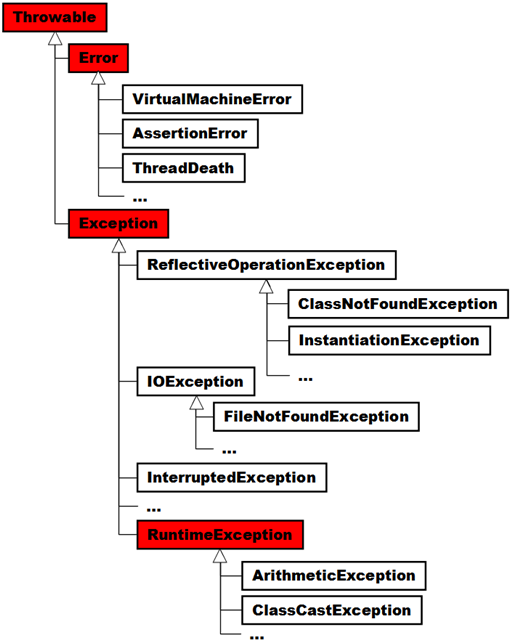 Throwable
Error
VirtualMachineError
AssertionError
ThreadDeath
...
Exception
ReflectiveOperationException
ClassNotFoundException
InstantiationException
...
IOException
FileNotFoundException
...
InterruptedException
...
RuntimeException
ArithmeticException
ClassCastException
...